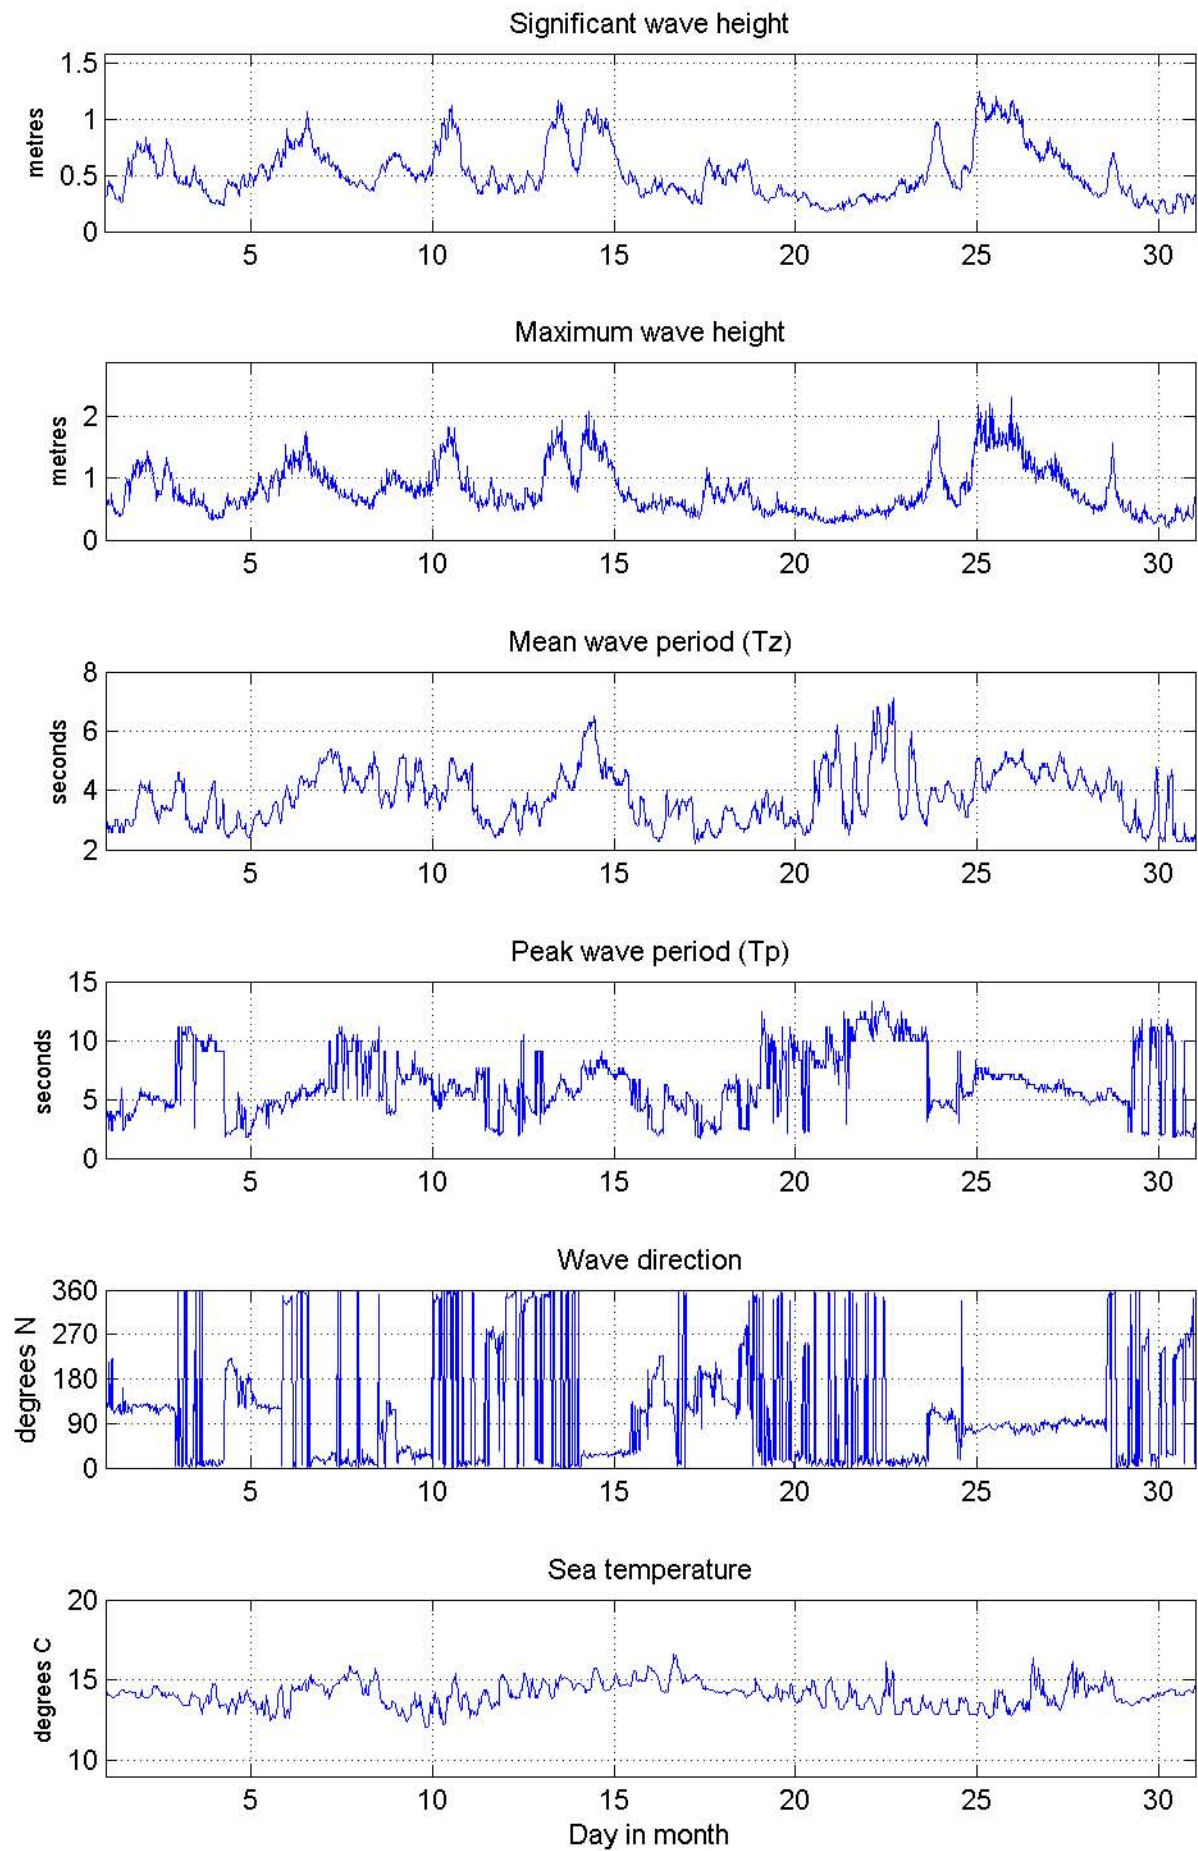 Significant wave height
metres
1.5
1
0.5
0
5 10 15 20 25 30
Maximum wave height
metres
2
1
0
5 10 15 20 25 30
Mean wave period (Tz)
seconds
8
6
4
2
5 10 15 20 25 30
Peak wave period (Tp)
seconds
15
10
5
0
5 10 15 20 25 30
Wave direction
degrees N
360
270
180
90
0
5 10 15 20 25 30
Sea temperature
degrees C
20
15
10
5 10 15 20 25 30
Day in month